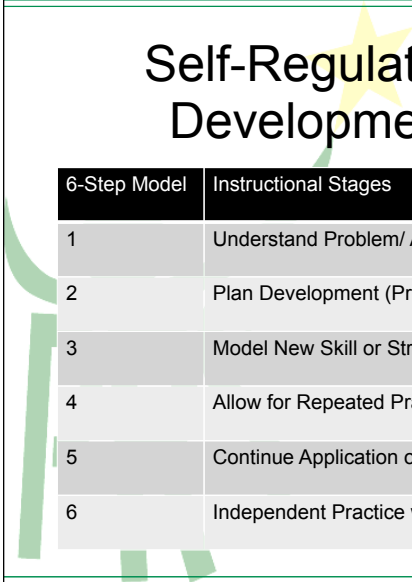 Self-Regulat
Developme
6-Step Model Instructional Stages
1 Understand Problem/
2 Plan Development (Pr
3 Model New Skill or Str
4 Allow for Repeated Pra
5 Continue Application o
6 Independent Practice